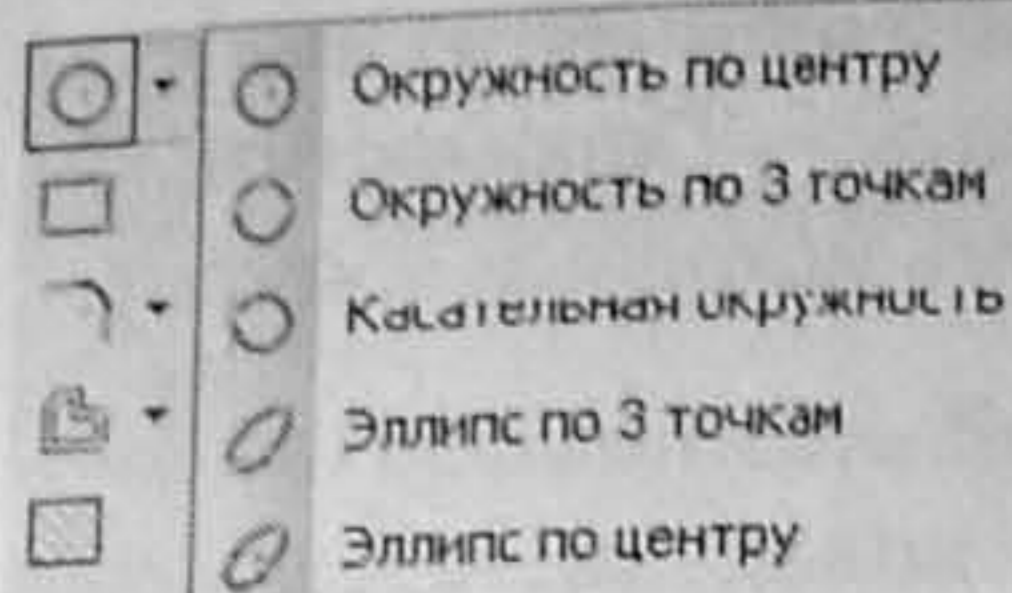 Окружность по центру
Окружность по 3 точкам
Касательная окружность
Эллипс по 3 точкам
Эллипс по центру